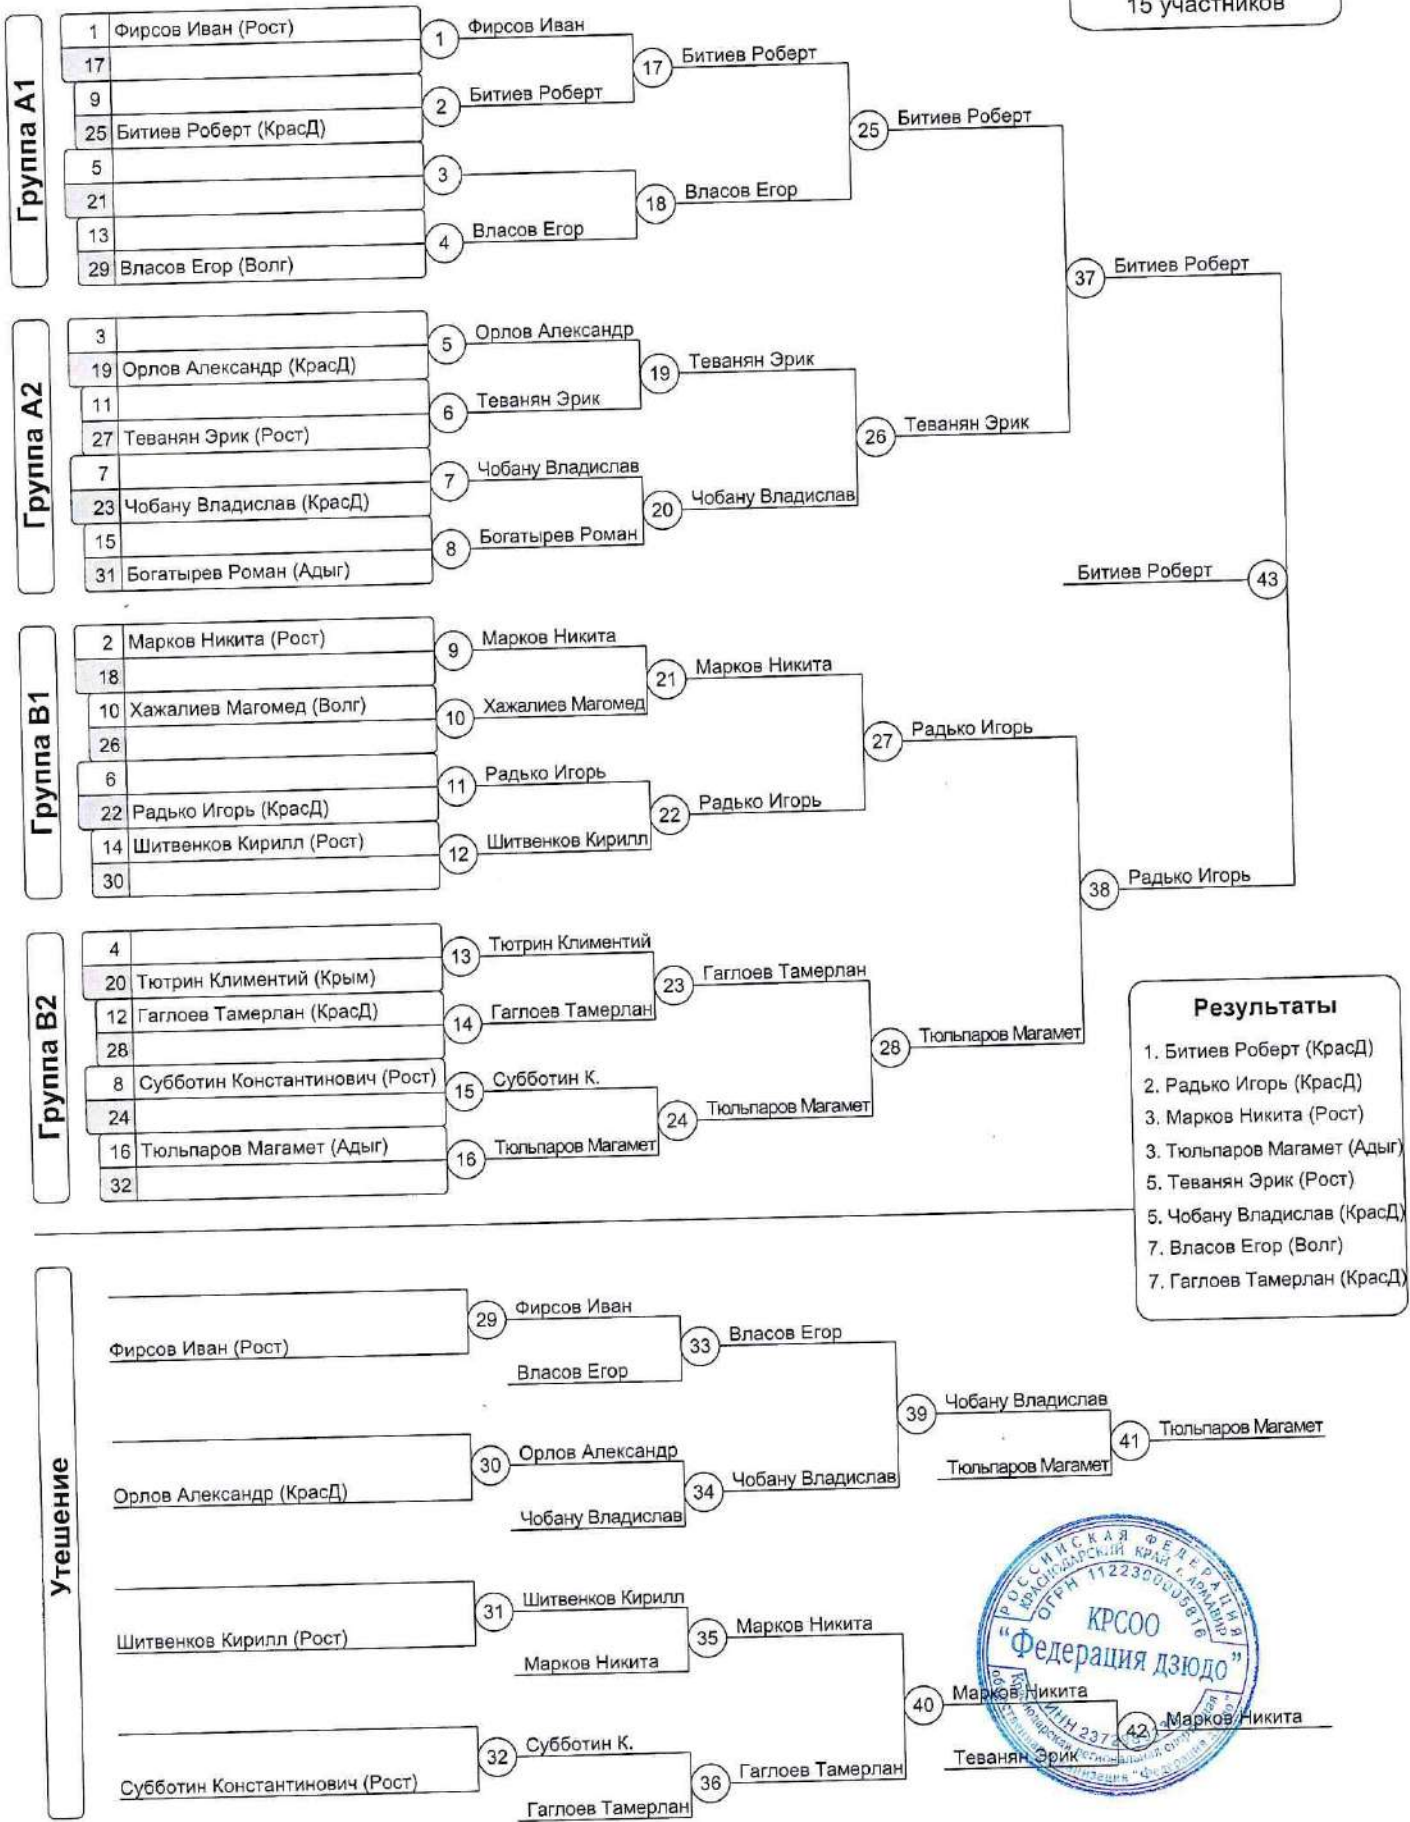 15 участников
Группа А1
1 Фирсов Иван (Рост)
17
9
25 Битиев Роберт (КрасД)
5
21
13
29 Власов Егор (Волг)
1 Фирсов Иван
2 Битиев Роберт
3
4 Власов Егор
17 Битиев Роберт
18 Власов Егор
25 Битиев Роберт
Группа А2
3
19 Орлов Александр (КрасД)
11
27 Теванян Эрик (Рост)
7
23 Чобану Владислав (КрасД)
15
31 Богатырев Роман (Адыг)
5 Орлов Александр
6 Теванян Эрик
7 Чобану Владислав
8 Богатырев Роман
19 Теванян Эрик
20 Чобану Владислав
26 Теванян Эрик
37 Битиев Роберт
Битиев Роберт 43
Группа В1
2 Марков Никита (Рост)
18
10 Хажалиев Магомед (Волг)
26
6
22 Радько Игорь (КрасД)
14 Шитвенков Кирилл (Рост)
30
9 Марков Никита
10 Хажалиев Магомед
11 Радько Игорь
12 Шитвенков Кирилл
21 Марков Никита
22 Радько Игорь
27 Радько Игорь
38 Радько Игорь
Группа В2
4
20 Тютрин Климентий (Крым)
12 Гаглоев Тамерлан (КрасД)
28
8 Субботин Константинович (Рост)
24
16 Тюльпаров Магамет (Адыг)
32
13 Тютрин Климентий
14 Гаглоев Тамерлан
15 Субботин К.
16 Тюльпаров Магамет
23 Гаглоев Тамерлан
24 Тюльпаров Магамет
28 Тюльпаров Магамет
Результаты
1. Битиев Роберт (КрасД)
2. Радько Игорь (КрасД)
3. Марков Никита (Рост)
3. Тюльпаров Магамет (Адыг)
5. Теванян Эрик (Рост)
5. Чобану Владислав (КрасД)
7. Власов Егор (Волг)
7. Гаглоев Тамерлан (КрасД)
Утешение
Фирсов Иван (Рост)
29 Фирсов Иван
Власов Егор
33 Власов Егор
Орлов Александр (КрасД)
30 Орлов Александр
Чобану Владислав
34 Чобану Владислав
39 Чобану Владислав
Тюльпаров Магамет
41 Тюльпаров Магамет
Шитвенков Кирилл (Рост)
31 Шитвенков Кирилл
Марков Никита
35 Марков Никита
Субботин Константинович (Рост)
32 Субботин К.
Гаглоев Тамерлан
36 Гаглоев Тамерлан
40 Марков Никита
Теванян Эрик
42 Марков Никита
РОССИЙСКАЯ ФЕДЕРАЦИЯ
КРАСНОДАРСКИЙ КРАЙ г. АРМАВИР
ОГРН 1122300005816
КРСОО
"Федерация дзюдо"